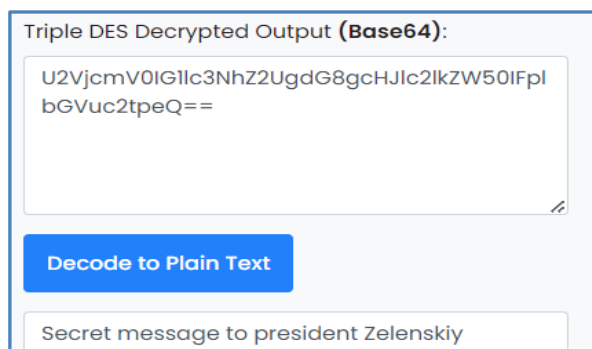 Triple DES Decrypted Output (Base64):
U2VjcmV0IG1lc3NhZ2UgdG8gcHJlc2lkZW50IFpl
bGVuc2tpeQ==
Decode to Plain Text
Secret message to president Zelenskiy